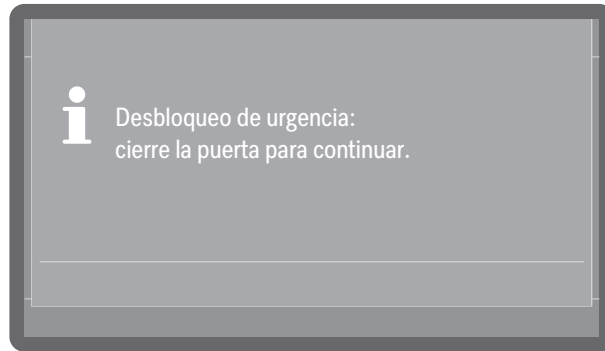 Desbloqueo de urgencia:
cierre la puerta para continuar.